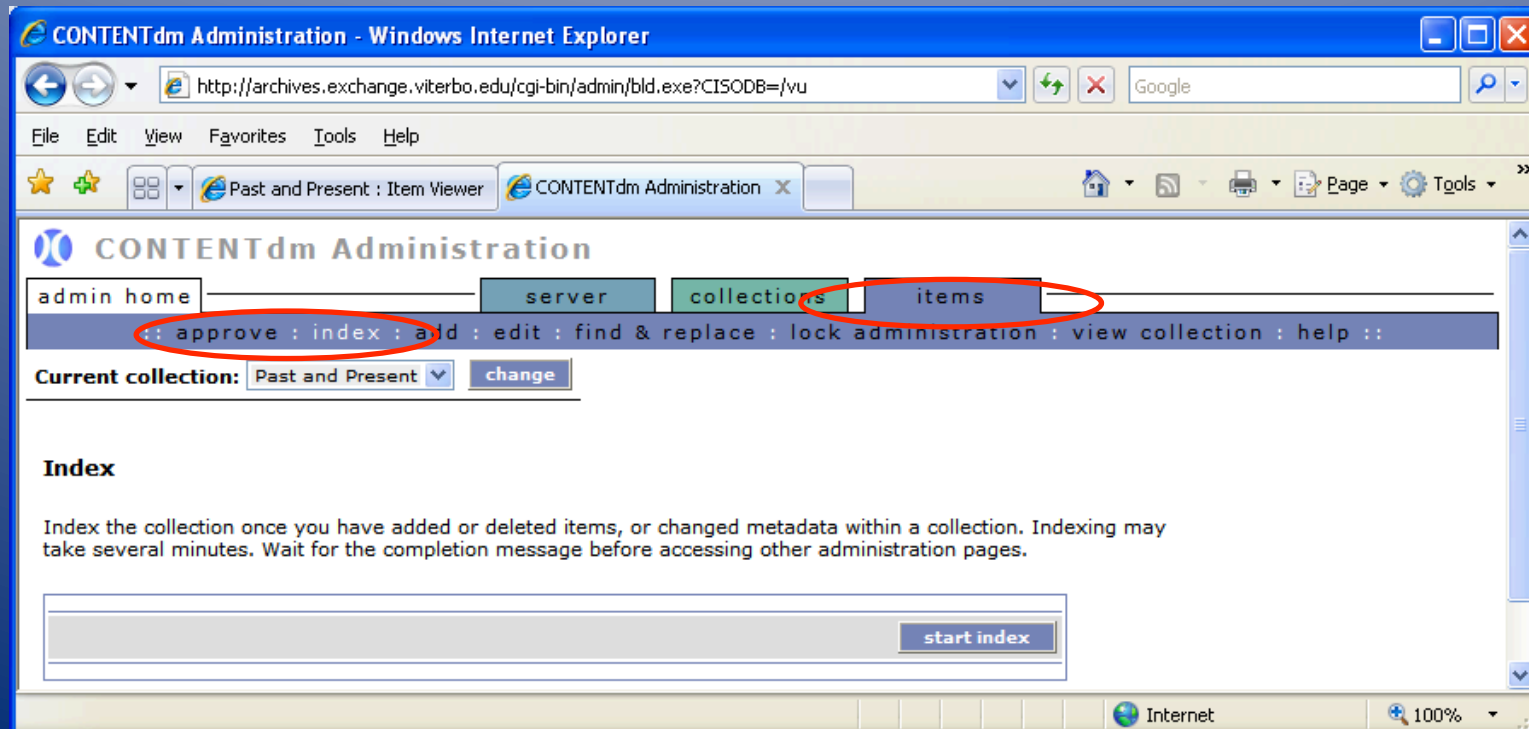 CONTENTdm Administration - Windows Internet Explorer
http://archives.exchange.viterbo.edu/cgi-bin/admin/bld.exe?CISODB=/vu
Google
File Edit View Favorites Tools Help
Past and Present : Item Viewer
CONTENTdm Administration
Page
Tools
»
CONTENTdm Administration
admin home
server
collections
items
:: approve : index : add : edit : find & replace : lock administration : view collection : help ::
Current collection: Past and Present change
Index
Index the collection once you have added or deleted items, or changed metadata within a collection. Indexing may
take several minutes. Wait for the completion message before accessing other administration pages.
start index
Internet
100%